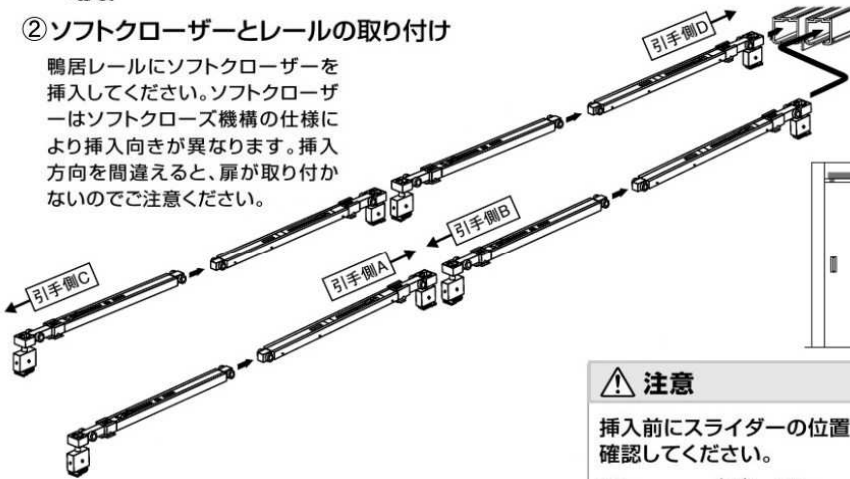 ②ソフトクローザーとレールの取り付け
鴨居レールにソフトクローザーを
挿入してください。ソフトクローザ
ーはソフトクローズ機構の仕様に
より挿入向きが異なります。挿入
方向を間違えると、扉が取り付か
ないのでご注意ください。
引手側D
引手側B
引手側A
引手側C
注意
挿入前にスライダーの位置
確認してください。